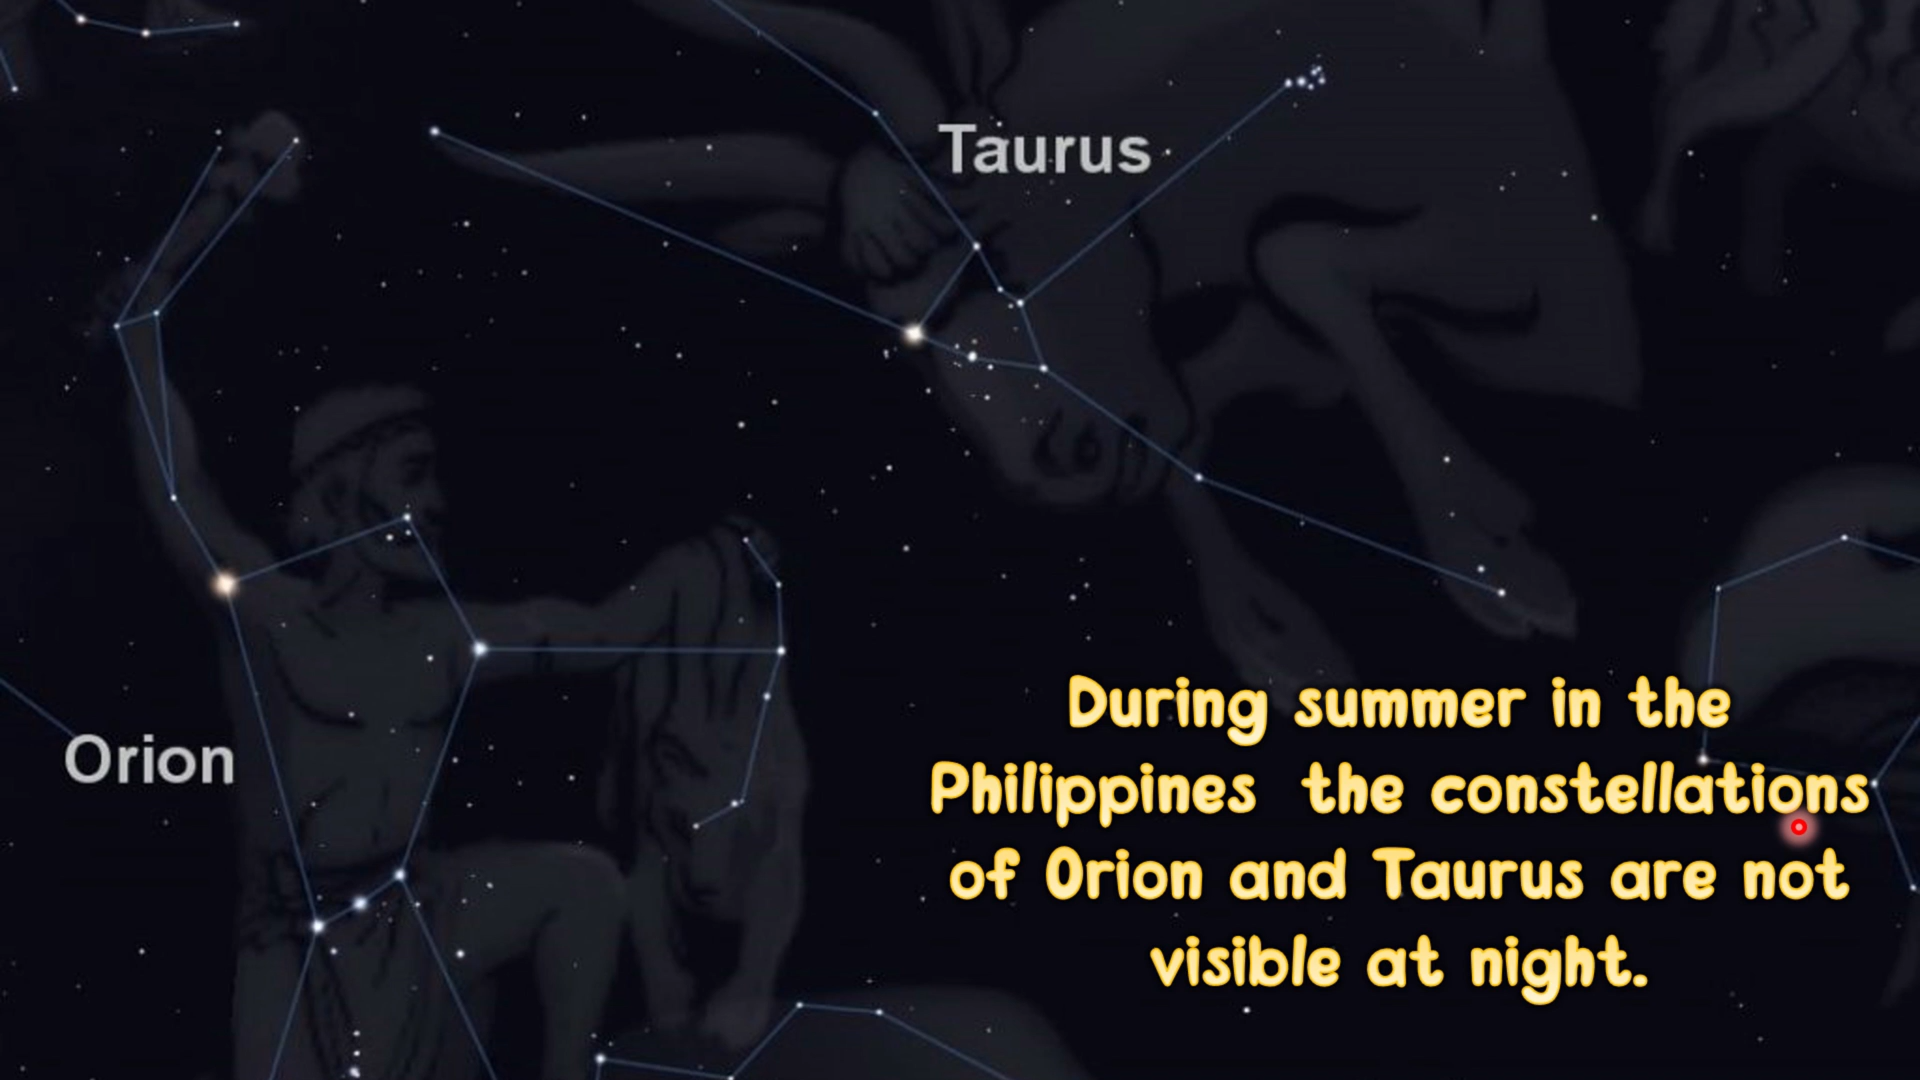 Taurus
Orion
During summer in the
Philippines  the constellations
of Orion and Taurus are not
visible at night.